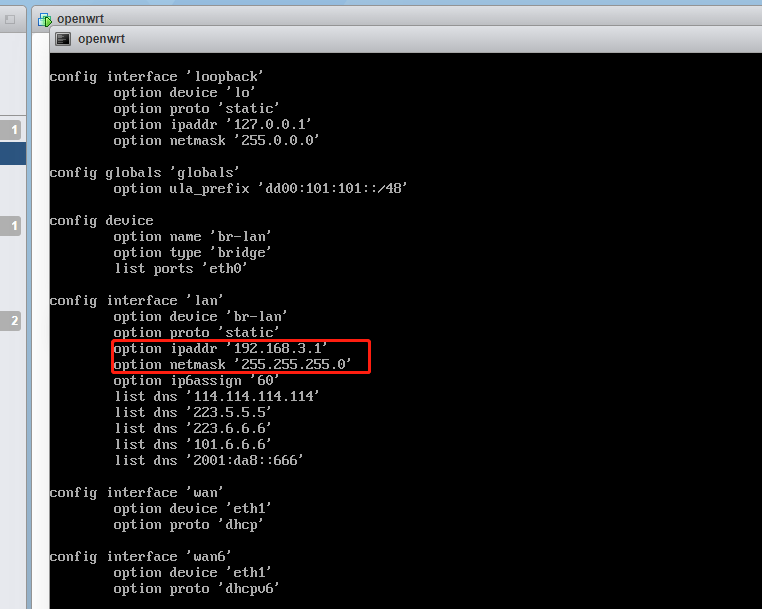 openwrt
openwrt
config interface 'loopback'
        option device 'lo'
        option proto 'static'
        option ipaddr '127.0.0.1'
        option netmask '255.0.0.0'
config globals 'globals'
        option ula_prefix 'dd00:101:101::/48'
config device
        option name 'br-lan'
        option type 'bridge'
        list ports 'eth0'
config interface 'lan'
        option device 'br-lan'
        option proto 'static'
        option ipaddr '192.168.3.1'
        option netmask '255.255.255.0'
        option ip6assign '60'
        list dns '114.114.114.114'
        list dns '223.5.5.5'
        list dns '223.6.6.6'
        list dns '101.6.6.6'
        list dns '2001:da8::666'
config interface 'wan'
        option device 'eth1'
        option proto 'dhcp'
config interface 'wan6'
        option device 'eth1'
        option proto 'dhcpv6'
1
1
2